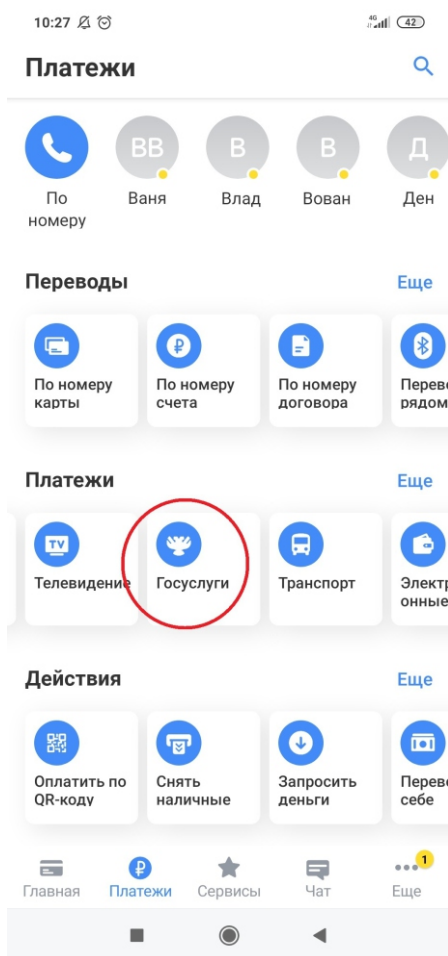 10:27
4G
42
Платежи
ВВ В В Д
По номеру
Ваня
Влад
Вован
Ден
Переводы Еще
По номеру карты
По номеру счета
По номеру договора
Перев
рядом
Платежи Еще
TV
Телевидение
Госуслуги
Транспорт
Электр
онные
Действия Еще
Оплатить по QR-коду
Снять наличные
Запросить деньги
Перев
себе
1
Главная Платежи Сервисы Чат Еще